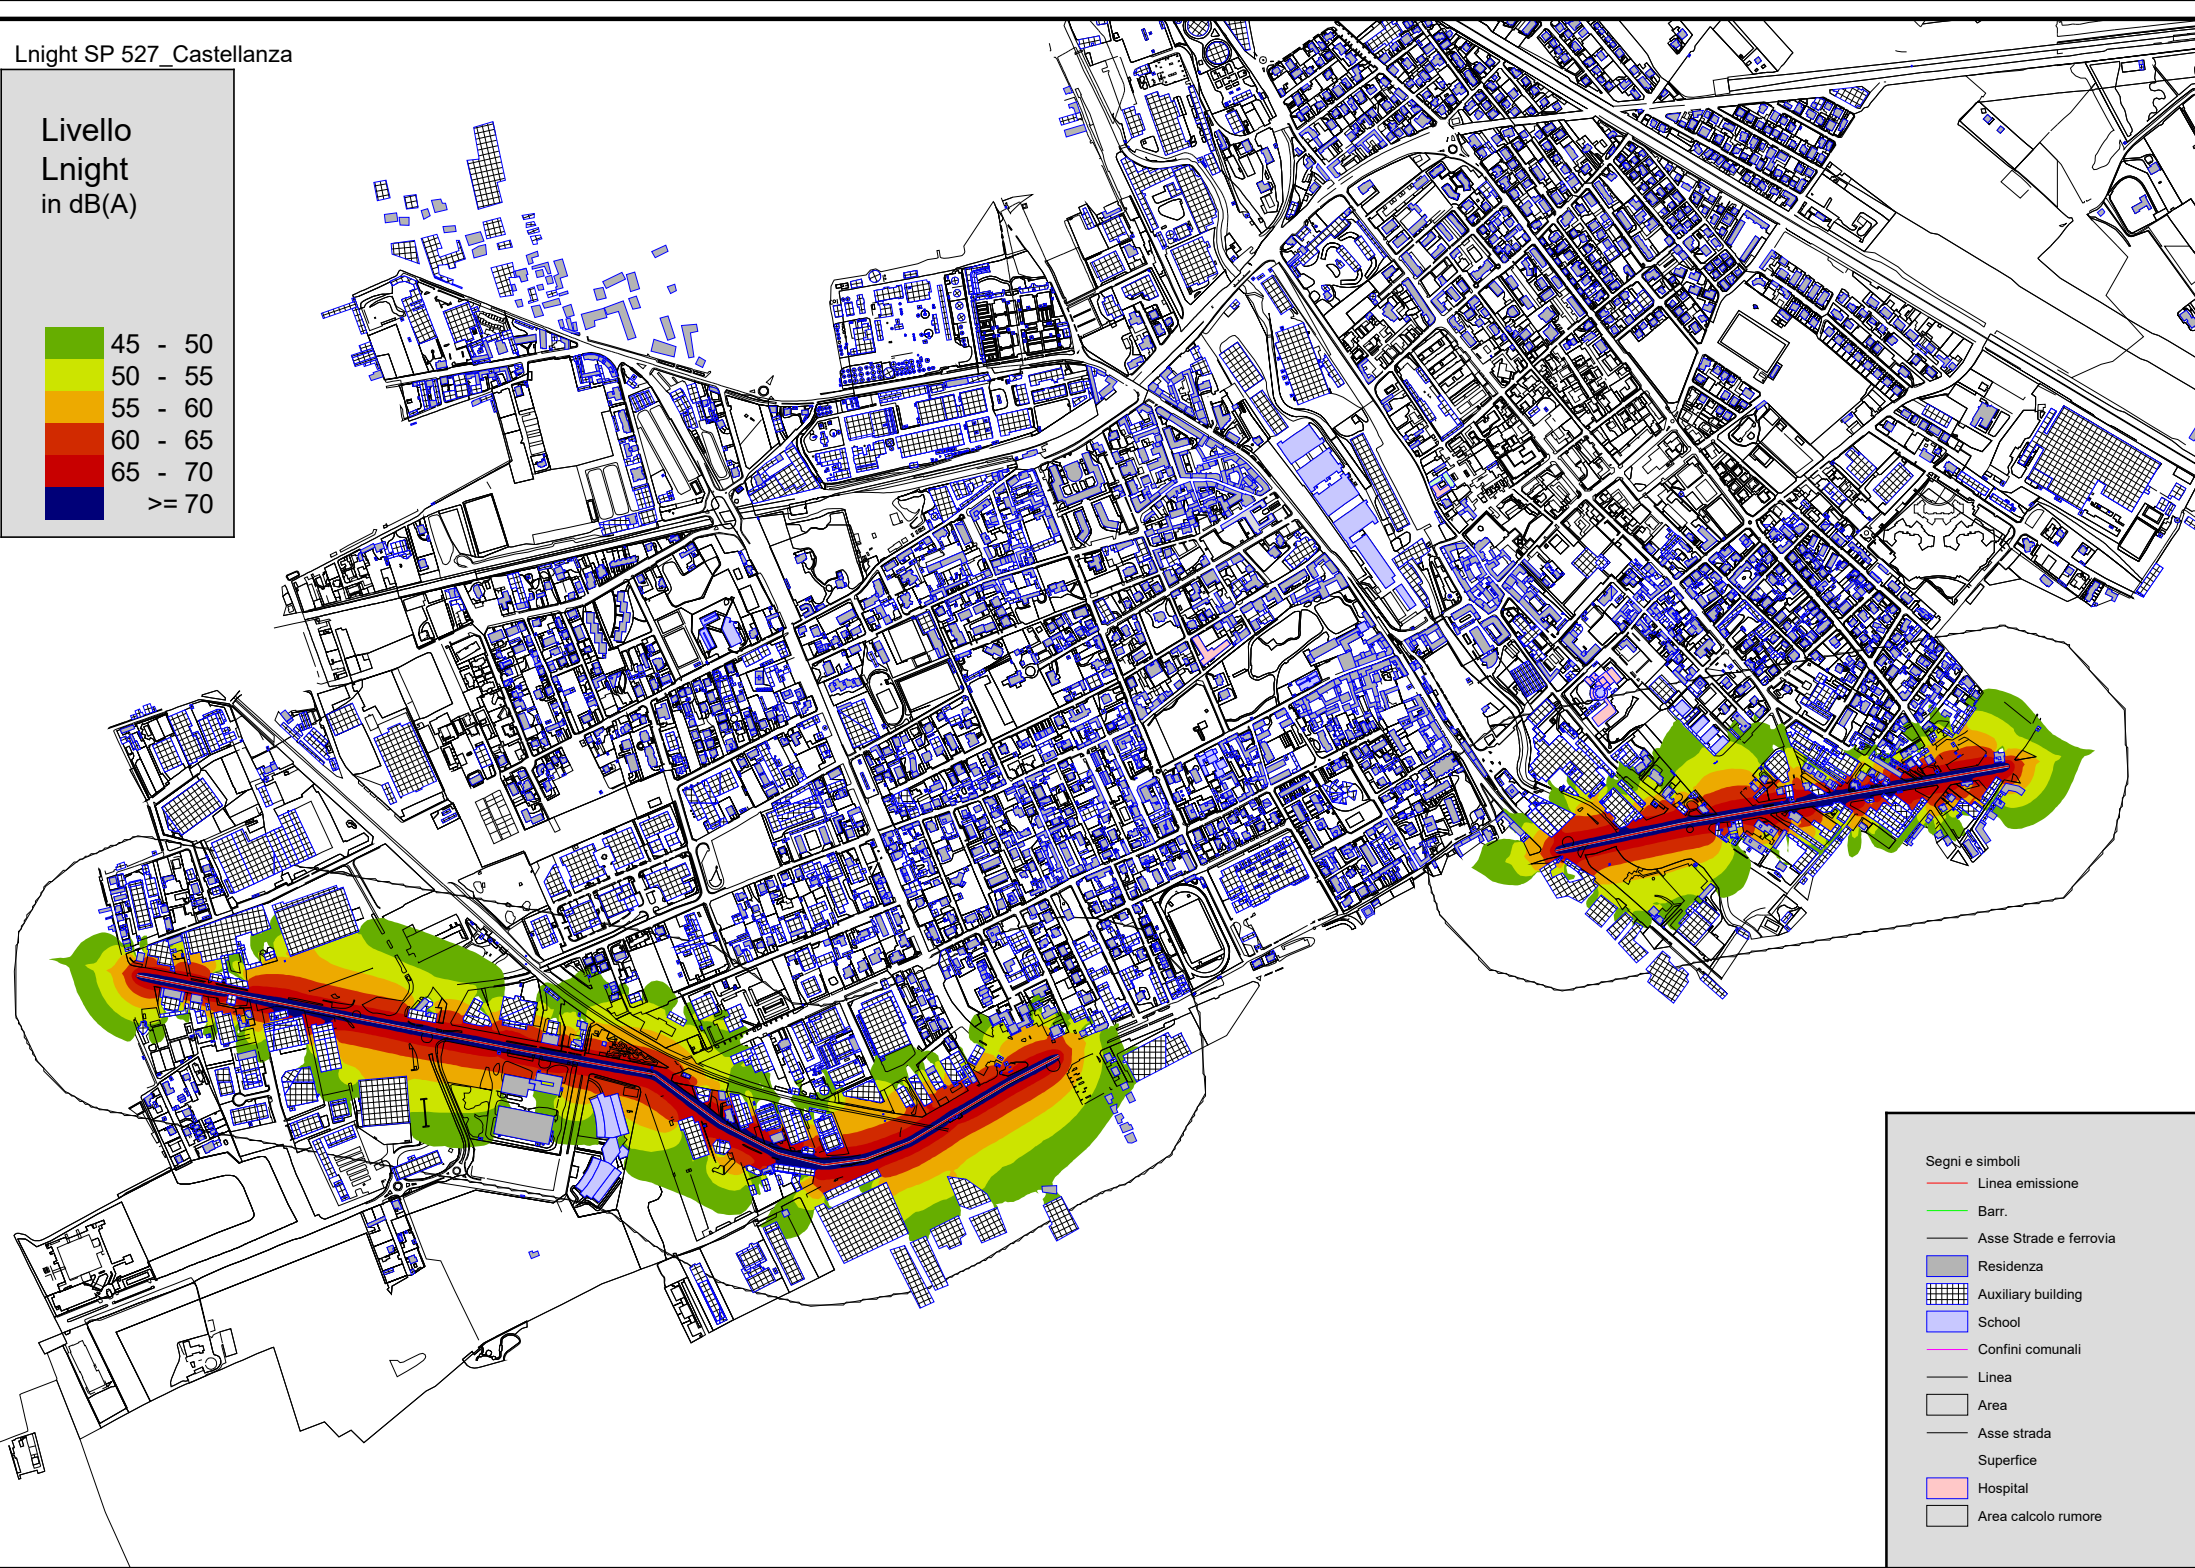 Lnight SP 527_Castellanza
Livello
Lnight
in dB(A)
45 - 50
50 - 55
55 - 60
60 - 65
65 - 70
>= 70
Segni e simboli
Linea emissione
Barr.
Asse Strade e ferrovia
Residenza
Auxiliary building
School
Confini comunali
Linea
Area
Asse strada
Superfice
Hospital
Area calcolo rumore